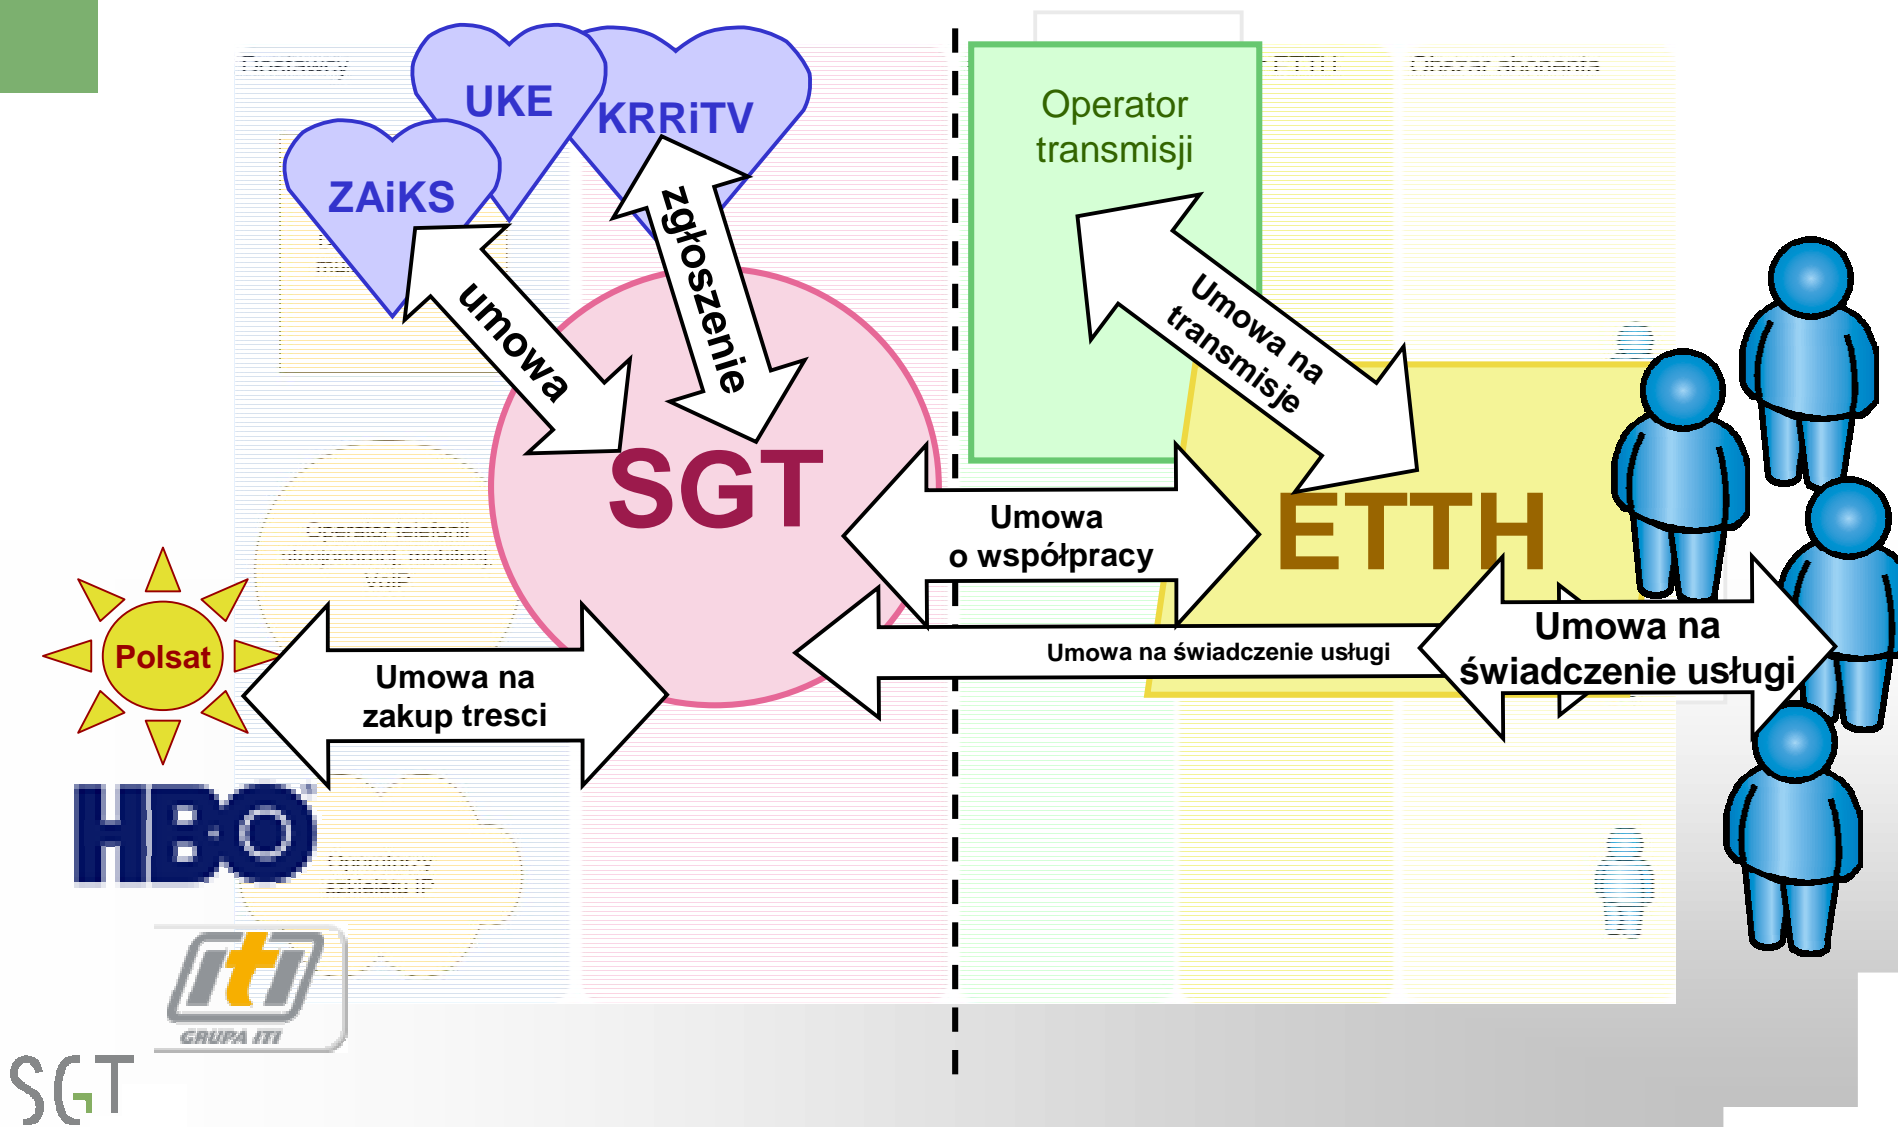 UKE
KRRiTV
ZAiKS
umowa
zgłoszenie
Operator
transmisji
Umowa na
transmisje
SGT
ETTH
Umowa
o współpracy
Umowa na świadczenie usługi
Umowa na
świadczenie usługi
Polsat
Umowa na
zakup tresci
HBO
iti
GRUPA ITI
SGT